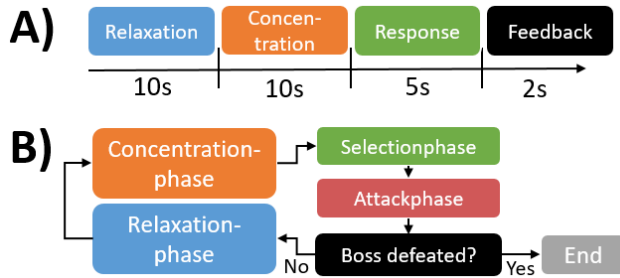 A)
Relaxation
Concen-
tration
Response
Feedback
10s
10s
5s
2s
B)
Concentration-
phase
Selectionphase
Attackphase
Relaxation-
phase
No
Boss defeated?
Yes
End